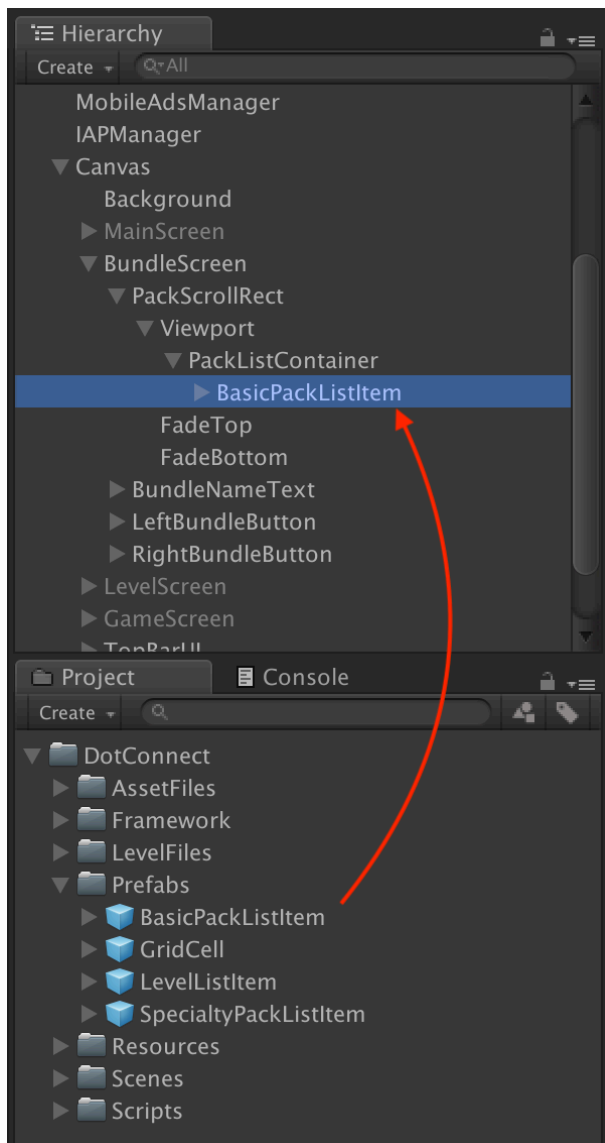 Hierarchy
Create All
MobileAdsManager
IAPManager
Canvas
Background
MainScreen
BundleScreen
PackScrollRect
Viewport
PackListContainer
BasicPackListItem
FadeTop
FadeBottom
BundleNameText
LeftBundleButton
RightBundleButton
LevelScreen
GameScreen
TopBarUI
Project Console
Create
DotConnect
AssetFiles
Framework
LevelFiles
Prefabs
BasicPackListItem
GridCell
LevelListItem
SpecialtyPackListItem
Resources
Scenes
Scripts